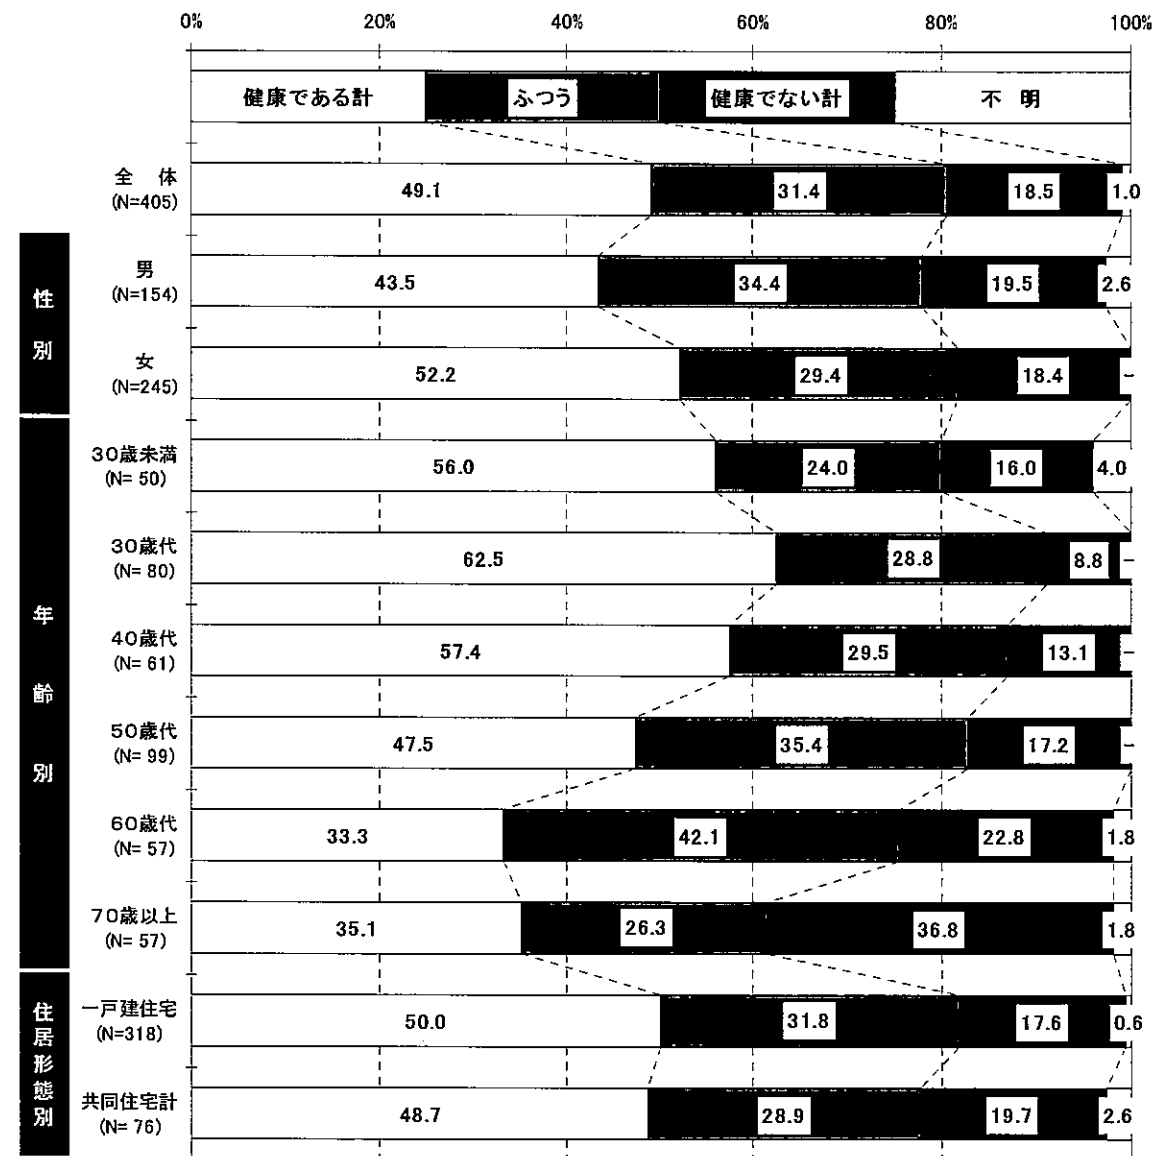 0% 20% 40% 60% 80% 100%
健康である計 ふつう 健康でない計 不 明
全 体
(N=405)
49.1 31.4 18.5 1.0
性別
男
(N=154)
43.5 34.4 19.5 2.6
女
(N=245)
52.2 29.4 18.4 -
年齢別
30歳未満
(N= 50)
56.0 24.0 16.0 4.0
30歳代
(N= 80)
62.5 28.8 8.8 -
40歳代
(N= 61)
57.4 29.5 13.1 -
50歳代
(N= 99)
47.5 35.4 17.2 -
60歳代
(N= 57)
33.3 42.1 22.8 1.8
70歳以上
(N= 57)
35.1 26.3 36.8 1.8
住居形態別
一戸建住宅
(N=318)
50.0 31.8 17.6 0.6
共同住宅計
(N= 76)
48.7 28.9 19.7 2.6